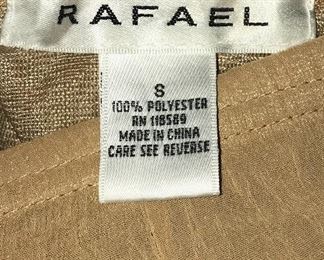 RAFAEL
S
100% POLYESTER
RN 118589
MADE IN CHINA
CARE SEE REVERSE